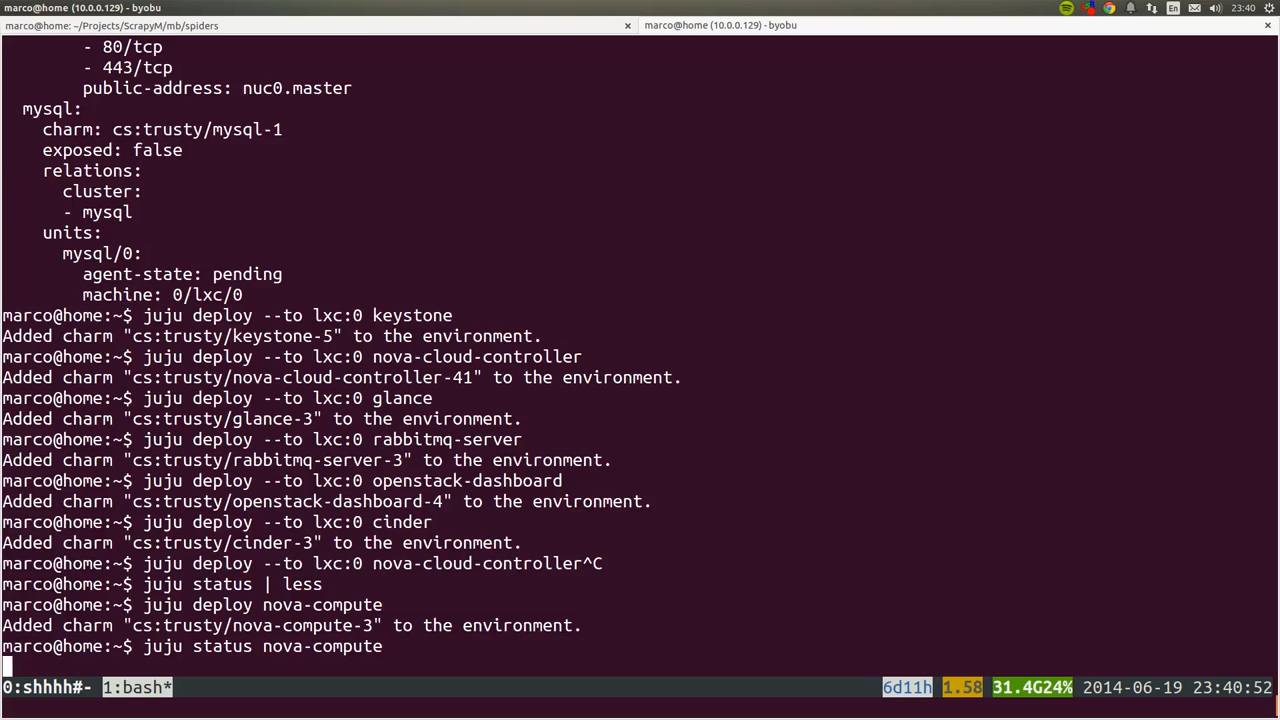 marco@home (10.0.0.129) - byobu
En
23:40
marco@home: ~/Projects/ScrapyM/mb/spiders
marco@home (10.0.0.129) - byobu
- 80/tcp
- 443/tcp
public-address: nuc0.master
mysql:
charm: cs:trusty/mysql-1
exposed: false
relations:
cluster:
- mysql
units:
mysql/0:
agent-state: pending
machine: 0/lxc/0
marco@home:~$ juju deploy --to lxc:0 keystone
Added charm "cs:trusty/keystone-5" to the environment.
marco@home:~$ juju deploy --to lxc:0 nova-cloud-controller
Added charm "cs:trusty/nova-cloud-controller-41" to the environment.
marco@home:~$ juju deploy --to lxc:0 glance
Added charm "cs:trusty/glance-3" to the environment.
marco@home:~$ juju deploy --to lxc:0 rabbitmq-server
Added charm "cs:trusty/rabbitmq-server-3" to the environment.
marco@home:~$ juju deploy --to lxc:0 openstack-dashboard
Added charm "cs:trusty/openstack-dashboard-4" to the environment.
marco@home:~$ juju deploy --to lxc:0 cinder
Added charm "cs:trusty/cinder-3" to the environment.
marco@home:~$ juju deploy --to lxc:0 nova-cloud-controller^C
marco@home:~$ juju status | less
marco@home:~$ juju deploy nova-compute
Added charm "cs:trusty/nova-compute-3" to the environment.
marco@home:~$ juju status nova-compute
0:shhhh#- 1:bash* 6d11h 1.58 31.4G24% 2014-06-19 23:40:52